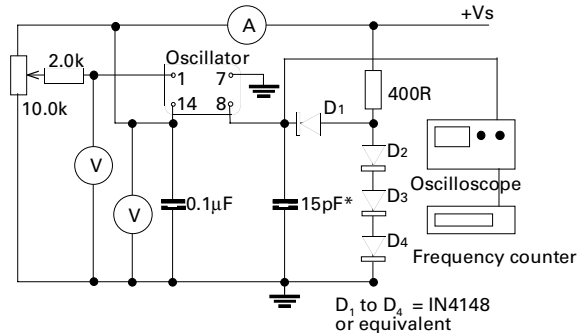 A
+Vs
2.0k
Oscillator
1
7
14
8
10.0k
D1
400R
D2
D3
D4
V
V
0.1µF
15pF*
Oscilloscope
Frequency counter
D1 to D4 = IN4148
or equivalent